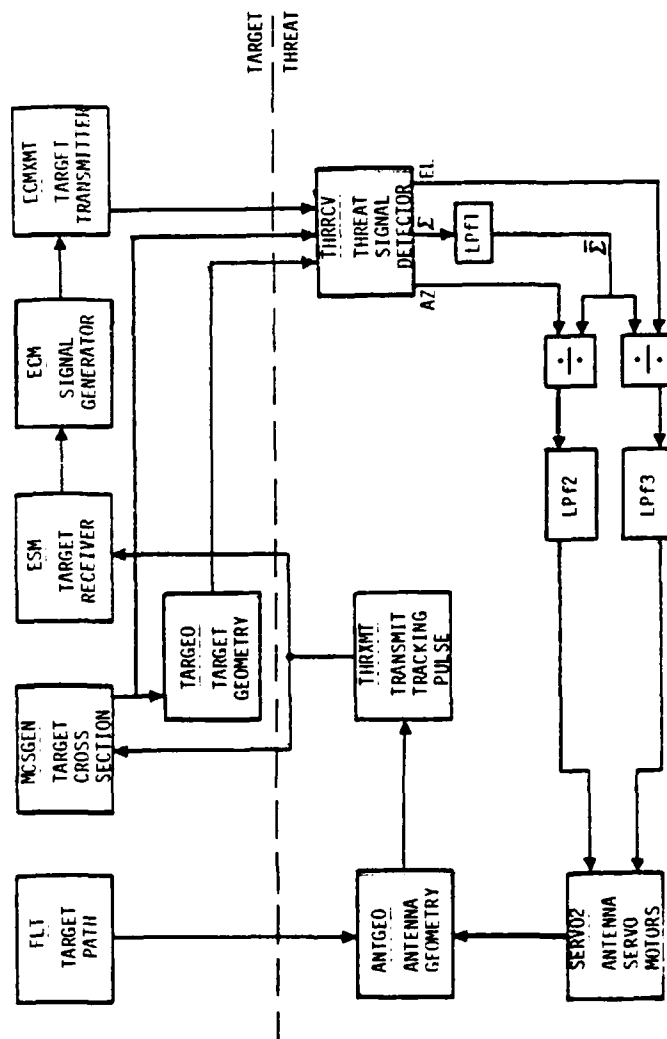 FLT
TARGET
PATH
MCSGEN
TARGET
CROSS
SECTION
ESM
TARGET
RECEIVER
ECM
SIGNAL
GENERATOR
ECMXMT
TARGET
TRANSMITTER
TARGEO
TARGET
GEOMETRY
TARGET
THREAT
ANTGEO
ANTENNA
GEOMETRY
THRXMT
TRANSMIT
TRACKING
PULSE
THRRCV
THREAT
SIGNAL
DETECTOR
AZ
Σ
EL
LPf1
Σ̅
÷
÷
LPf2
LPf3
SERVO2
ANTENNA
SERVO
MOTORS